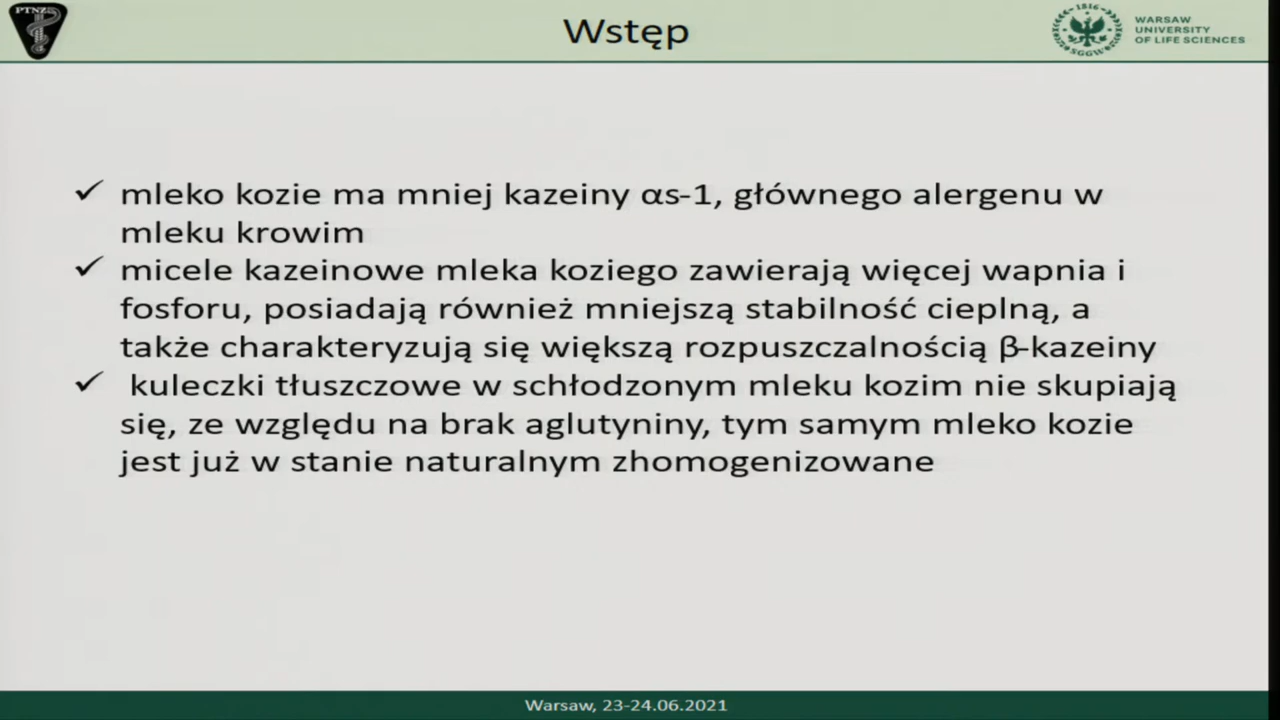 PTNZ
Wstęp
1816
SGGW
WARSAW
UNIVERSITY
OF LIFE SCIENCES
mleko kozie ma mniej kazeiny αs-1, głównego alergenu w
mleku krowim
micele kazeinowe mleka koziego zawierają więcej wapnia i
fosforu, posiadają również mniejszą stabilność cieplną, a
także charakteryzują się większą rozpuszczalnością β-kazeiny
kuleczki tłuszczowe w schłodzonym mleku kozim nie skupiają
się, ze względu na brak aglutyniny, tym samym mleko kozie
jest już w stanie naturalnym zhomogenizowane
Warsaw, 23-24.06.2021